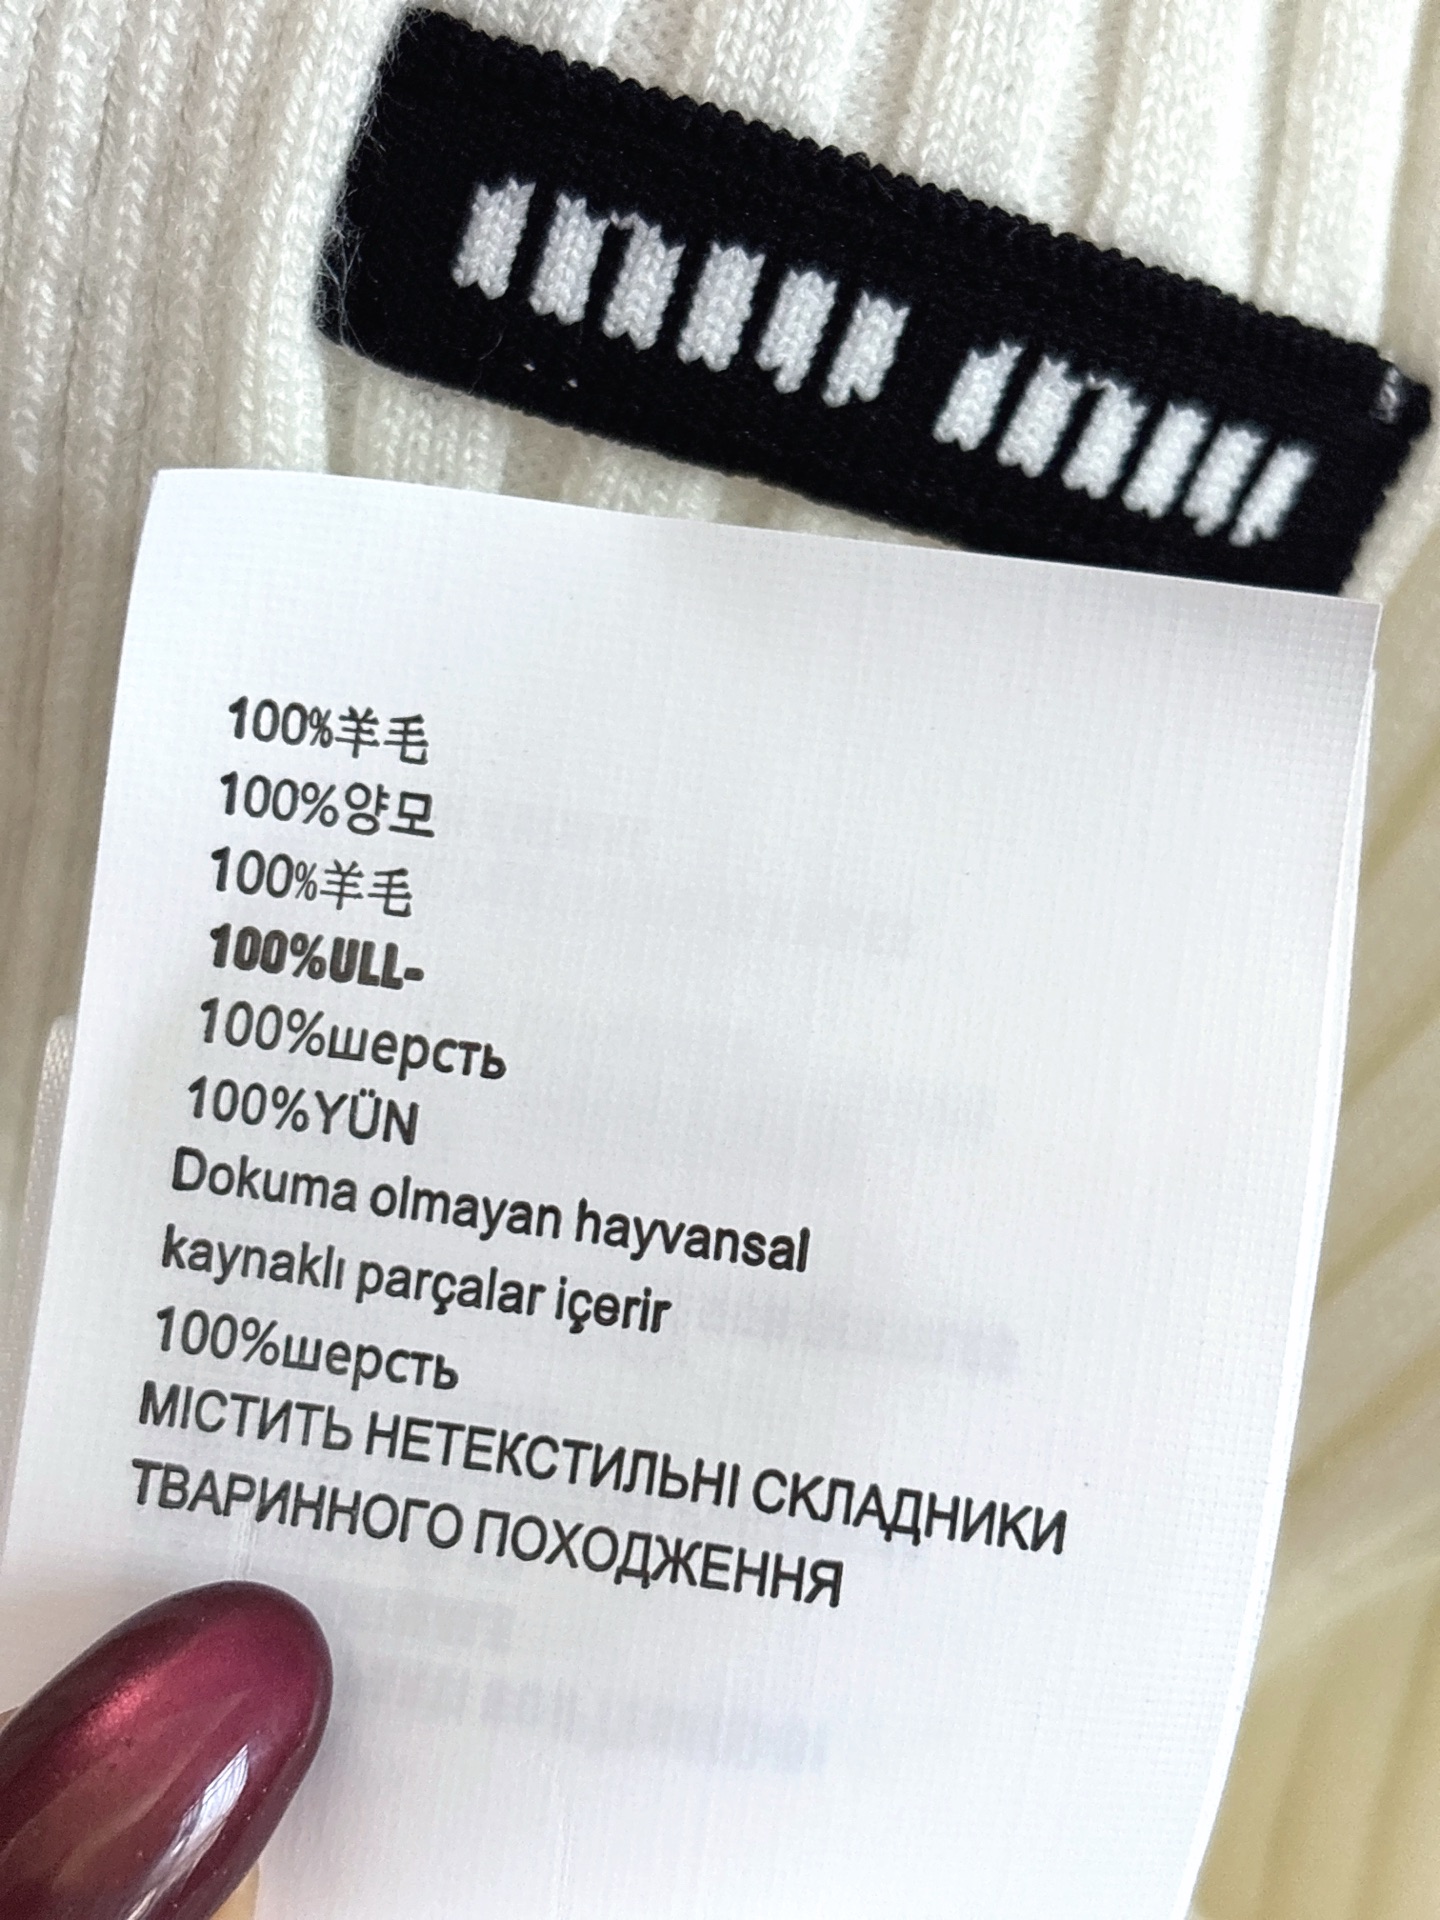 100%羊毛
100%양모
100%羊毛
100%ULL-
100%шерсть
100%YÜN
Dokuma olmayan hayvansal
kaynaklı parçalar içerir
100%шерсть
МІСТИТЬ НЕТЕКСТИЛЬНІ СКЛАДНИКИ
ТВАРИННОГО ПОХОДЖЕННЯ